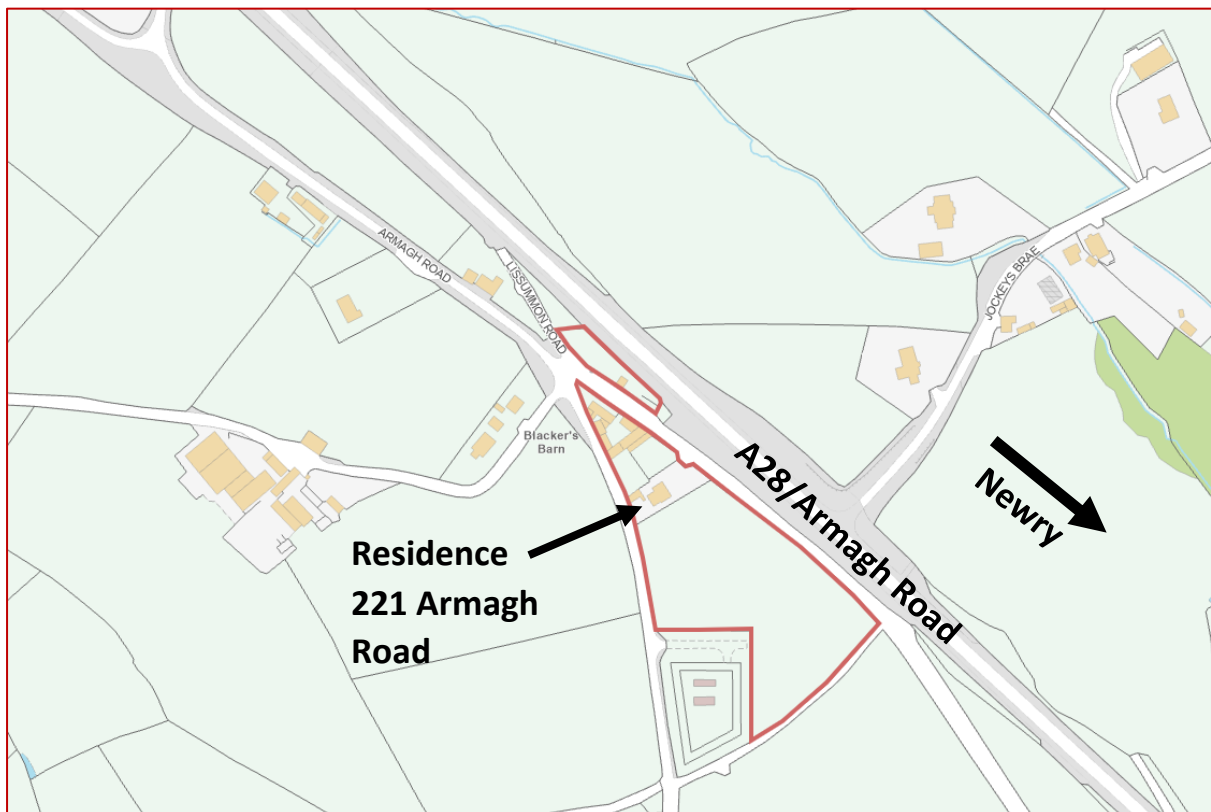 ARMAGH ROAD
LISSUMMON ROAD
JOCKEYS BRAE
Blacker's
Barn
A28/Armagh Road
Newry
Residence
221 Armagh
Road